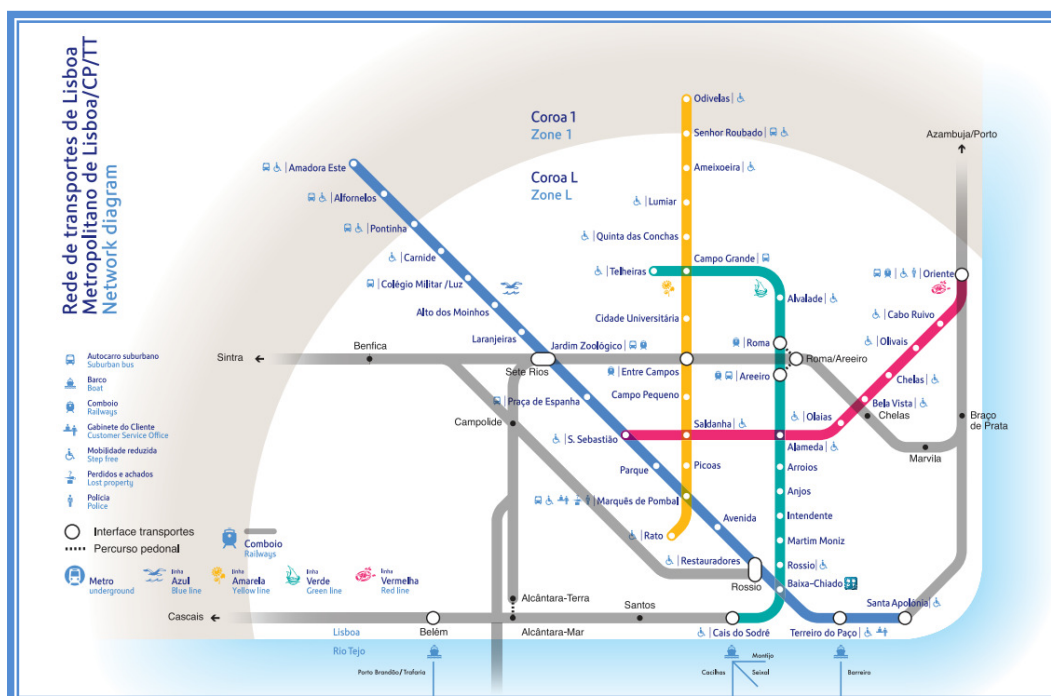 Rede de transportes de Lisboa
Metropolitano de Lisboa/CP/TT
Network diagram
Coroa 1
Zone 1
Coroa L
Zone L
Odivelas
Senhor Roubado
Ameixoeira
Lumiar
Quinta das Conchas
Telheiras
Campo Grande
Cidade Universitária
Entre Campos
Campo Pequeno
Saldanha
Picoas
Marquês de Pombal
Rato
Amadora Este
Alfornelos
Pontinha
Carnide
Colégio Militar /Luz
Alto dos Moinhos
Laranjeiras
Jardim Zoológico
Sete Rios
Praça de Espanha
S. Sebastião
Parque
Avenida
Restauradores
Rossio
Baixa-Chiado
Terreiro do Paço
Santa Apolónia
Alvalade
Roma
Areeiro
Roma/Areeiro
Alameda
Arroios
Anjos
Intendente
Martim Moniz
Rossio
Cais do Sodré
Azambuja/Porto
Oriente
Cabo Ruivo
Olivais
Chelas
Bela Vista
Olaias
Chelas
Marvila
Braço
de Prata
Sintra
Benfica
Campolide
Cascais
Belém
Alcântara-Terra
Alcântara-Mar
Santos
Lisboa
Rio Tejo
Porto Brandão/Trafaria
Cacilhas
Montijo
Seixal
Barreiro
Autocarro suburbano
Suburban bus
Barco
Boat
Comboio
Railways
Gabinete do Cliente
Customer Service Office
Mobilidade reduzida
Step free
Perdidos e achados
Lost property
Polícia
Police
Interface transportes
Percurso pedonal
Comboio
Railways
Metro
underground
linha
Azul
Blue line
linha
Amarela
Yellow line
linha
Verde
Green line
linha
Vermelha
Red line